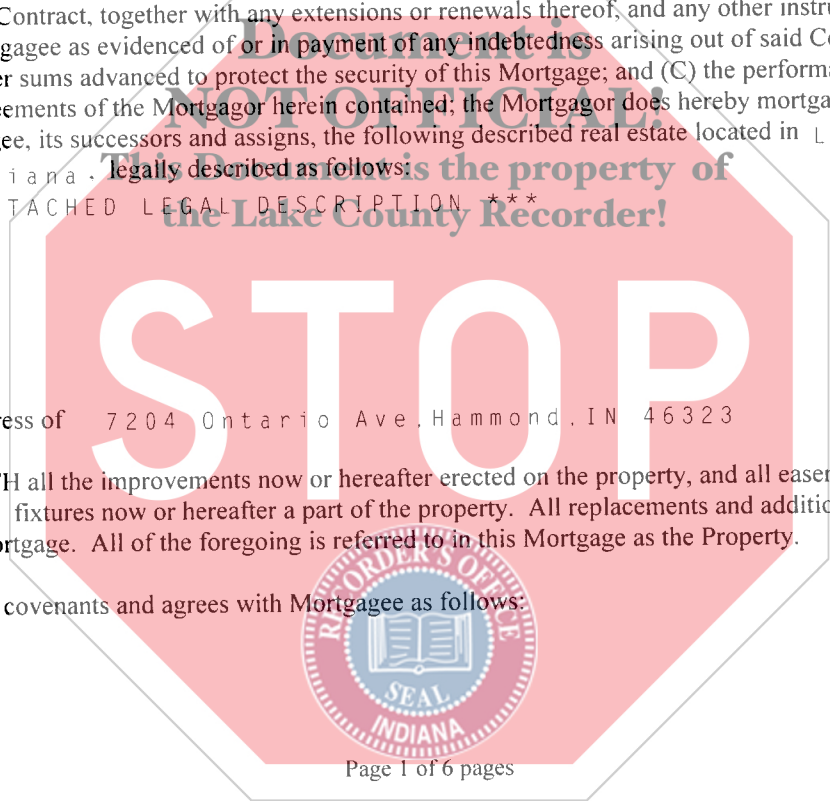 Contract, together with any extensions or renewals thereof, and any other instru
Document is
gagee as evidenced of or in payment of any indebtedness arising out of said Co
er sums advanced to protect the security of this Mortgage; and (C) the performa
NOT OFFICIAL!
eements of the Mortgagor herein contained; the Mortgagor does hereby mortga
ee, its successors and assigns, the following described real estate located in L
This Document is the property of
iana. legally described as follows:
TACHED LEGAL DESCRIPTION ***
the Lake County Recorder!
STOP
ess of 7204 Ontario Ave.Hammond.IN 46323
TH all the improvements now or hereafter erected on the property, and all easem
fixtures now or hereafter a part of the property. All replacements and additio
ortgage. All of the foregoing is referred to in this Mortgage as the Property.
covenants and agrees with Mortgagee as follows:
RECORDER'S OFFICE
SEAL
INDIANA
Page 1 of 6 pages